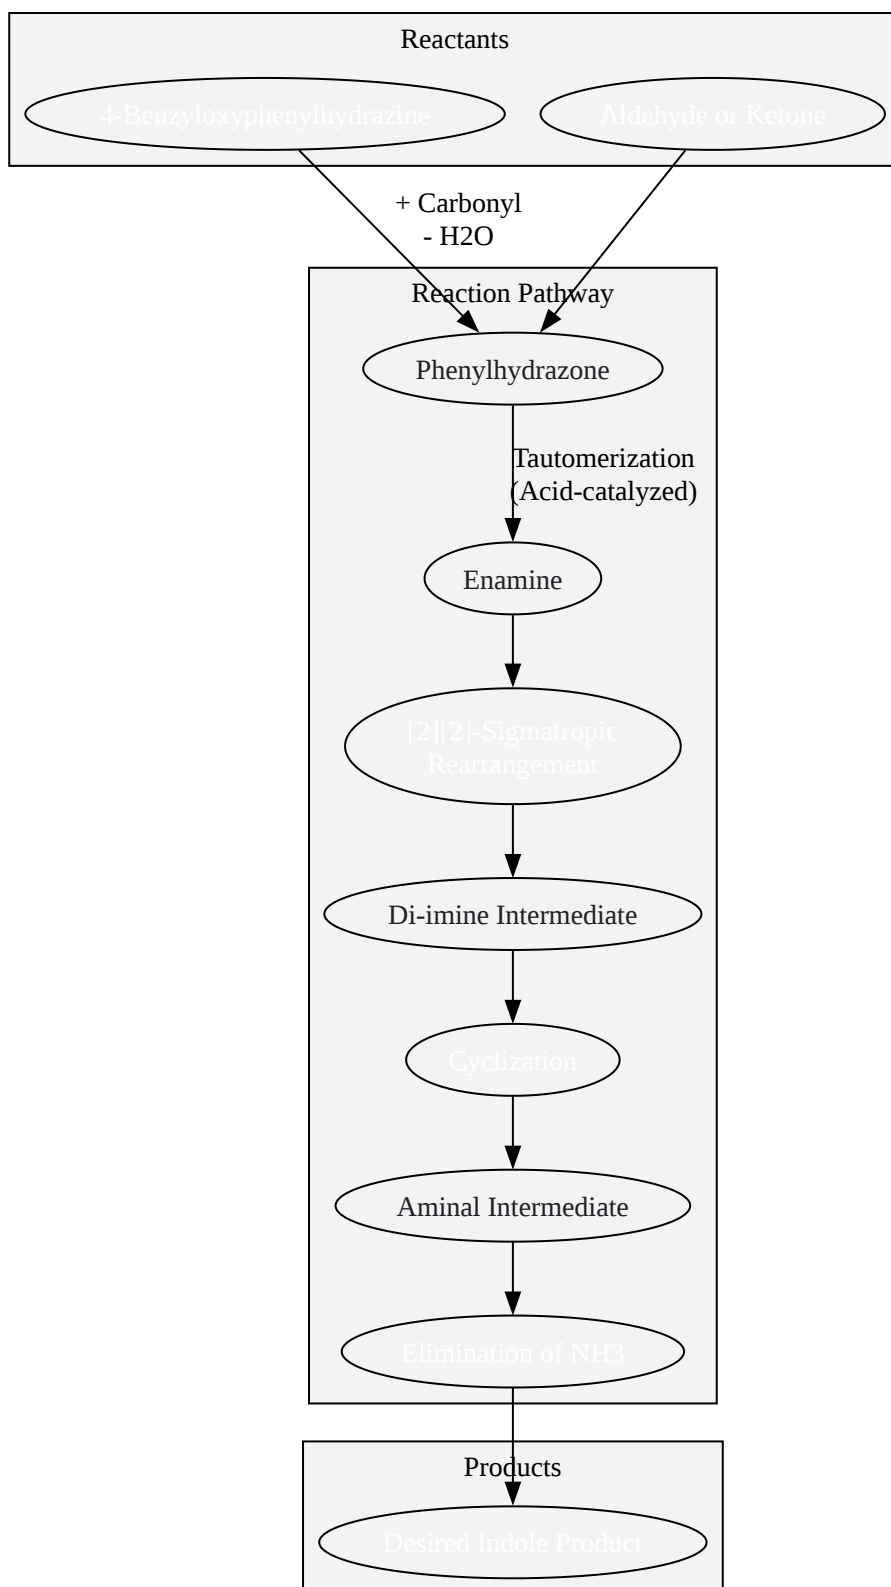 Reactants
4-Benzyloxyphenylhydrazine
Aldehyde or Ketone
+ Carbonyl
- H2O
Reaction Pathway
Phenylhydrazone
Tautomerization
(Acid-catalyzed)
Enamine
[2][2]-Sigmatropic
Rearrangement
Di-imine Intermediate
Cyclization
Aminal Intermediate
Elimination of NH3
Products
Desired Indole Product